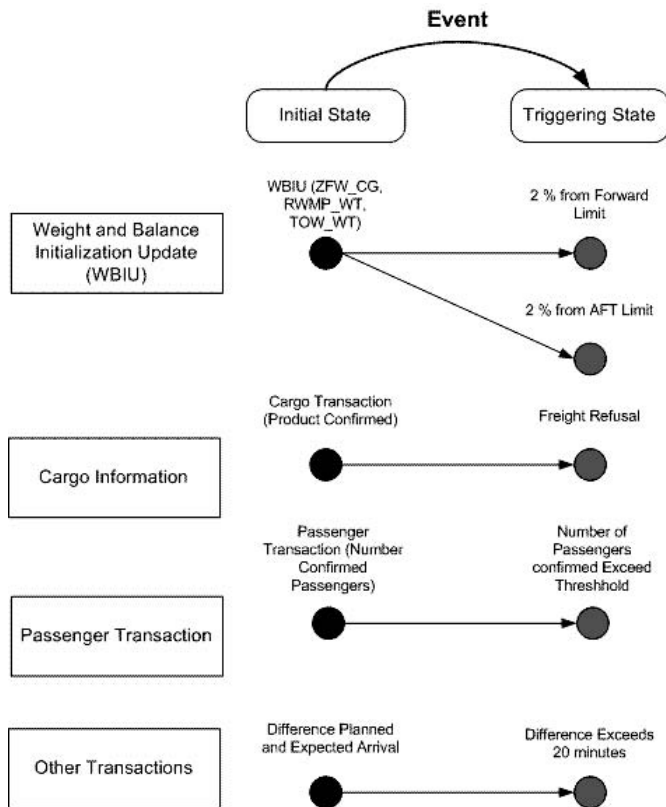 Event
Initial State
Triggering State
WBIU (ZFW_CG,
RWMP_WT,
TOW_WT)
2 % from Forward
Limit
Weight and Balance
Initialization Update
(WBIU)
2 % from AFT Limit
Cargo Transaction
(Product Confirmed)
Freight Refusal
Cargo Information
Passenger
Transaction (Number
Confirmed
Passengers)
Number of
Passengers
confirmed Exceed
Threshhold
Passenger Transaction
Difference Planned
and Expected Arrival
Difference Exceeds
20 minutes
Other Transactions